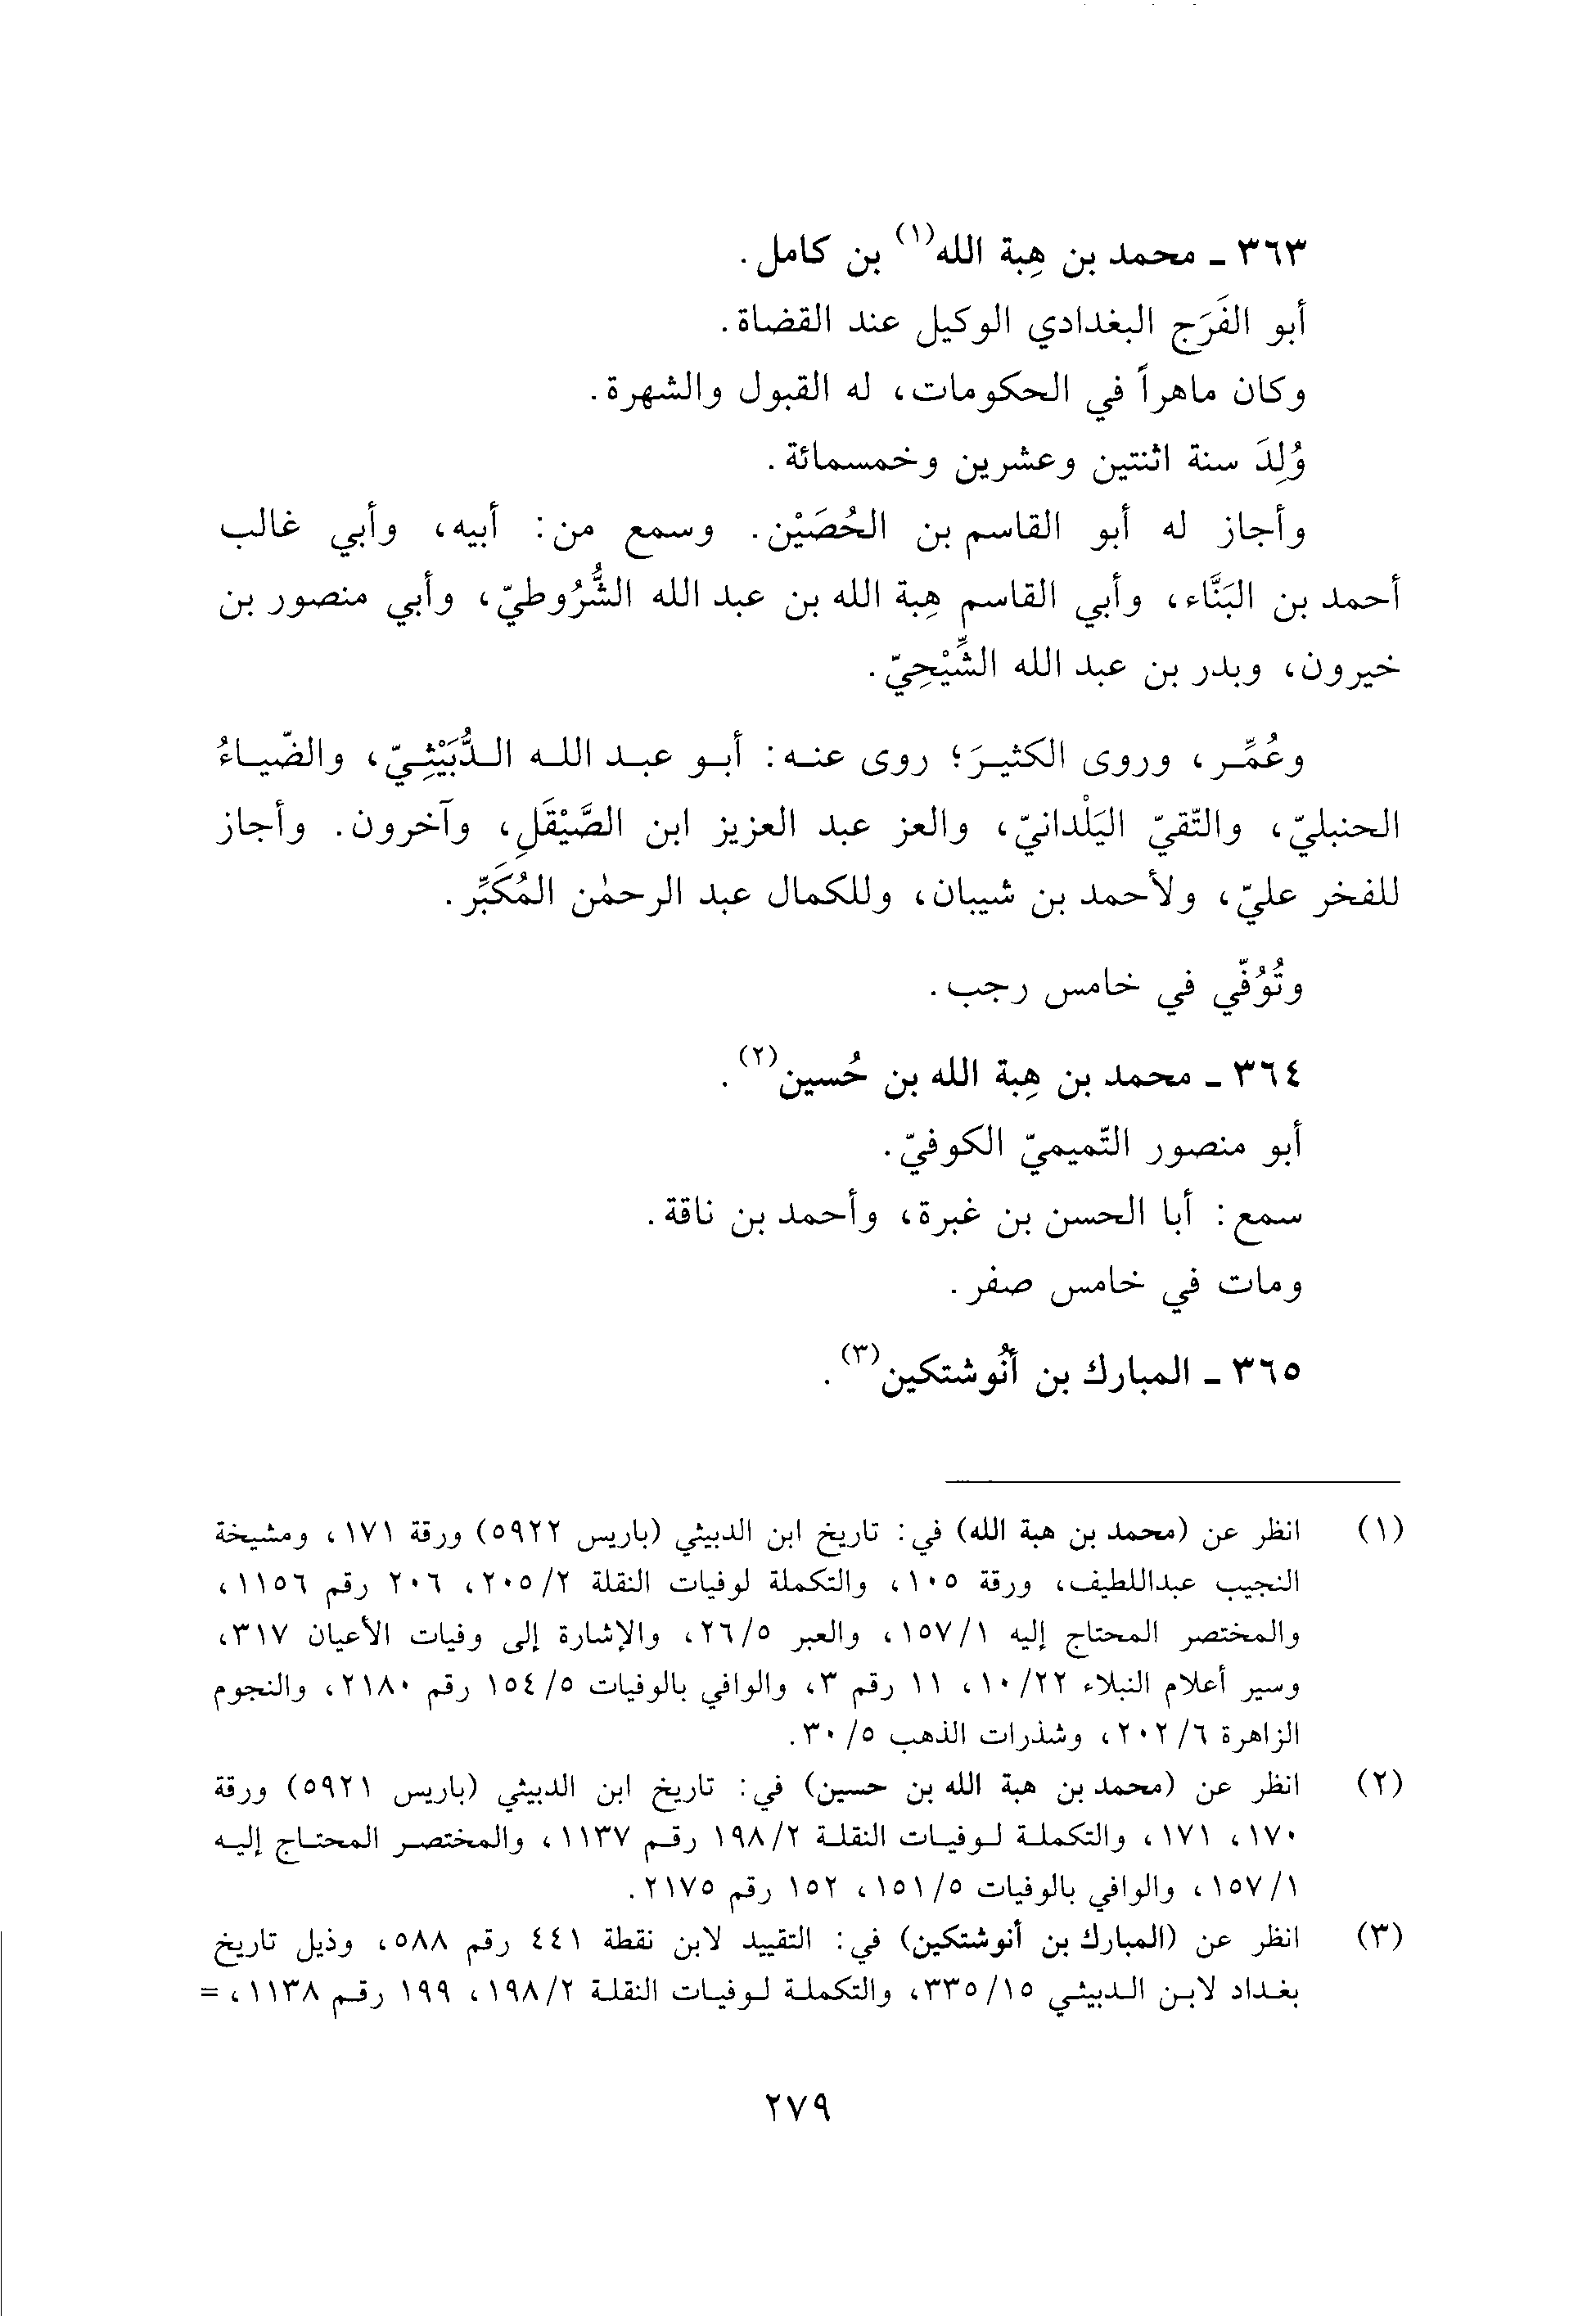 ٣٦٣ ـ محمد بن هِبة الله(١) بن كامل.
أبو الفَرَج البغدادي الوكيل عند القضاة.
وكان ماهراً في الحكومات، له القبول والشهرة.
وُلِدَ سنة اثنتين وعشرين وخمسمائة.
وأجاز له أبو القاسم بن الحُصَيْن. وسمع من: أبيه، وأبي غالب
أحمد بن البَنَّاء، وأبي القاسم هِبة الله بن عبد الله الشُّرُوطيّ، وأبي منصور بن
خيرون، وبدر بن عبد الله الشِّيْحِيّ.
وعُمِّر، وروى الكثيرَ؛ روى عنه: أبو عبد الله الدُّبَيْثِيّ، والضّياءُ
الحنبليّ، والتّقيّ اليَلْدانيّ، والعز عبد العزيز ابن الصَّيْقَلِ، وآخرون. وأجاز
للفخر عليّ، ولأحمد بن شيبان، وللكمال عبد الرحمٰن المُكَبِّر.
وتُوُفّي في خامس رجب.
٣٦٤ ـ محمد بن هِبة الله بن حُسين(٢).
أبو منصور التّميميّ الكوفيّ.
سمع: أبا الحسن بن غبرة، وأحمد بن ناقة.
ومات في خامس صفر.
٣٦٥ ـ المبارك بن أنُوشتكين(٣).
(١) انظر عن (محمد بن هبة الله) في: تاريخ ابن الدبيثي (باريس ٥٩٢٢) ورقة ١٧١، ومشيخة
النجيب عبداللطيف، ورقة ١٠٥، والتكملة لوفيات النقلة ٢/٢٠٥، ٢٠٦ رقم ١١٥٦،
والمختصر المحتاج إليه ١/١٥٧، والعبر ٥/٢٦، والإشارة إلى وفيات الأعيان ٣١٧،
وسير أعلام النبلاء ٢٢/١٠، ١١ رقم ٣، والوافي بالوفيات ٥/١٥٤ رقم ٢١٨٠، والنجوم
الزاهرة ٦/٢٠٢، وشذرات الذهب ٥/٣٠.
(٢) انظر عن (محمد بن هبة الله بن حسين) في: تاريخ ابن الدبيثي (باريس ٥٩٢١) ورقة
١٧٠، ١٧١، والتكملة لوفيات النقلة ٢/١٩٨ رقم ١١٣٧، والمختصر المحتاج إليه
١/١٥٧، والوافي بالوفيات ٥/١٥١، ١٥٢ رقم ٢١٧٥.
(٣) انظر عن (المبارك بن أنوشتكين) في: التقييد لابن نقطة ٤٤١ رقم ٥٨٨، وذيل تاريخ
بغداد لابن الدبيثي ١٥/٣٣٥، والتكملة لوفيات النقلة ٢/١٩٨، ١٩٩ رقم ١١٣٨، =
٢٧٩